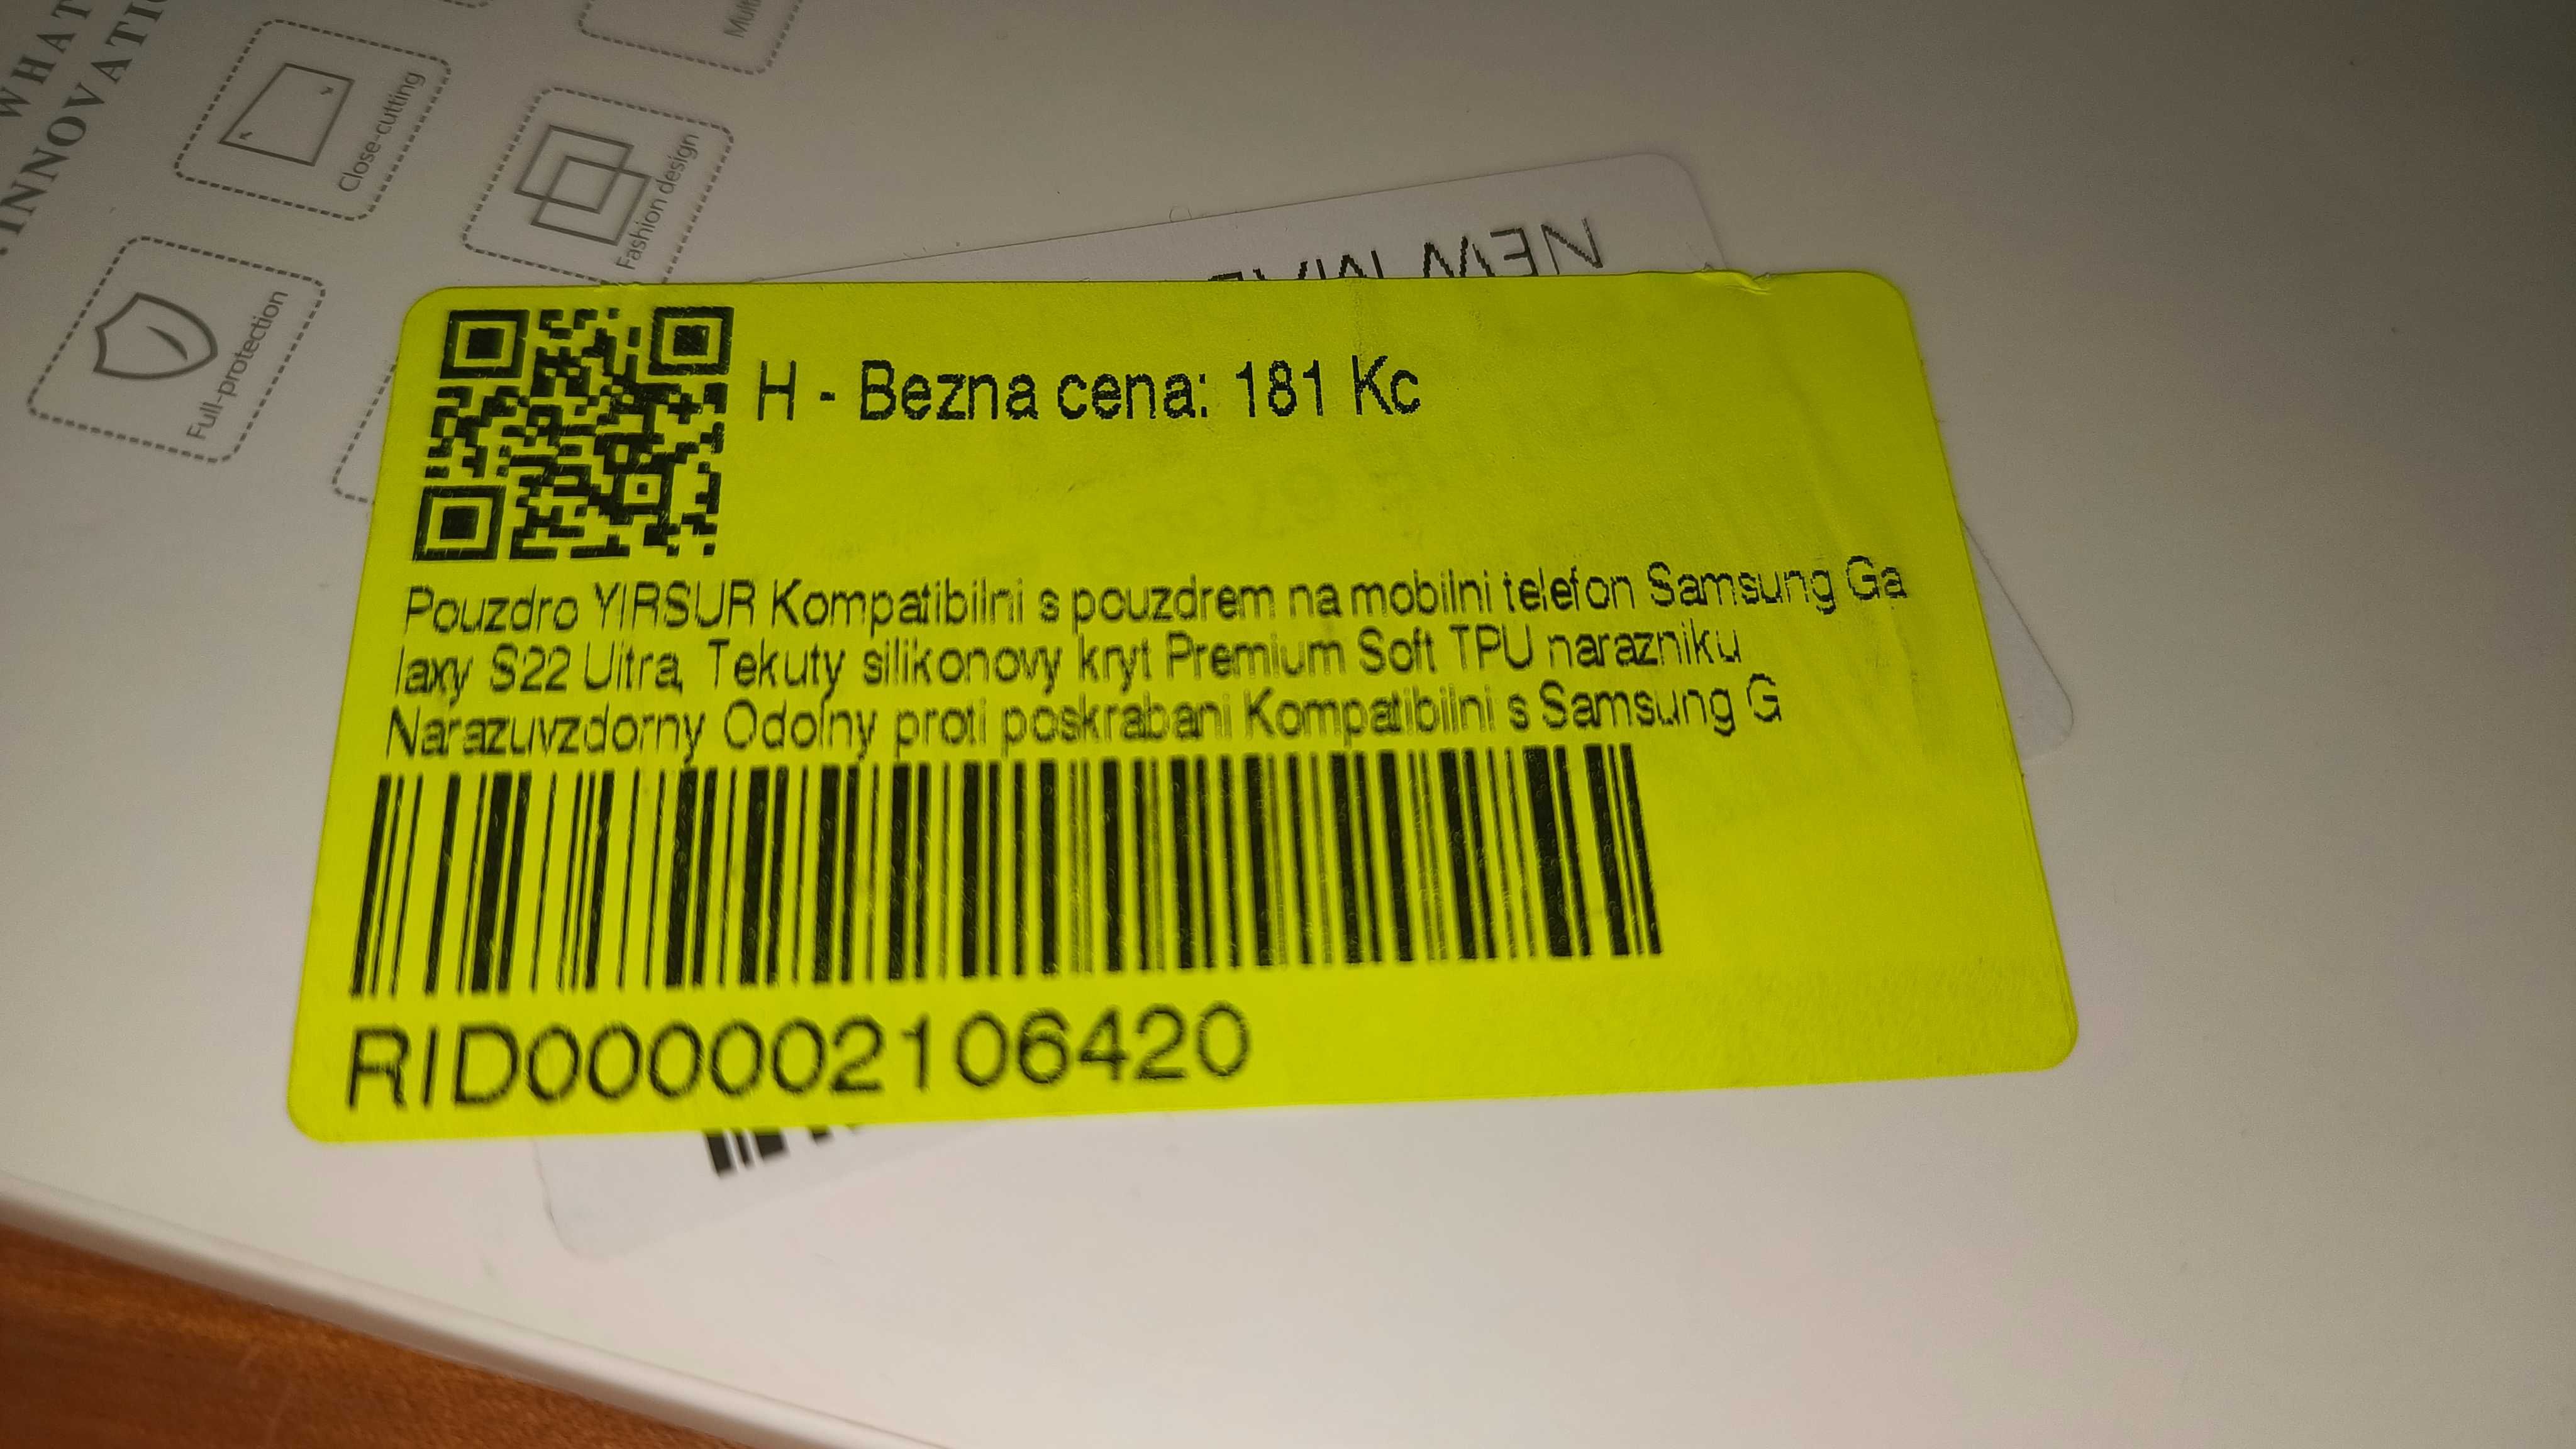 WHAT
INNOVATI
Close-cutting
Fashion design
Full-protection
NEW
H - Bezna cena: 181 Kc
Pouzdro YIRSUR Kompatibilni s pouzdrem na mobilni telefon Samsung Ga
laxy S22 Ultra, Tekuty silikonovy kryt Premium Soft TPU narazniku
Narazuvzdorny Odolny proti poskrabani Kompatibilni s Samsung G
RID000002106420